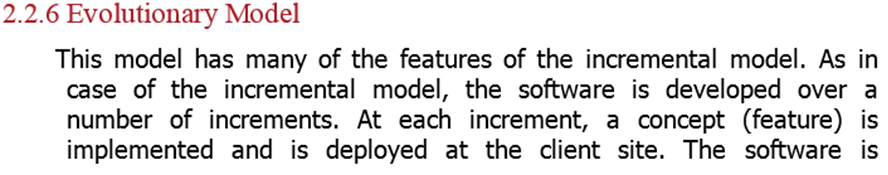 2.2.6 Evolutionary Model
This model has many of the features of the incremental model. As in
case of the incremental model, the software is developed over a
number of increments. At each increment, a concept (feature) is
implemented and is deployed at the client site. The software is